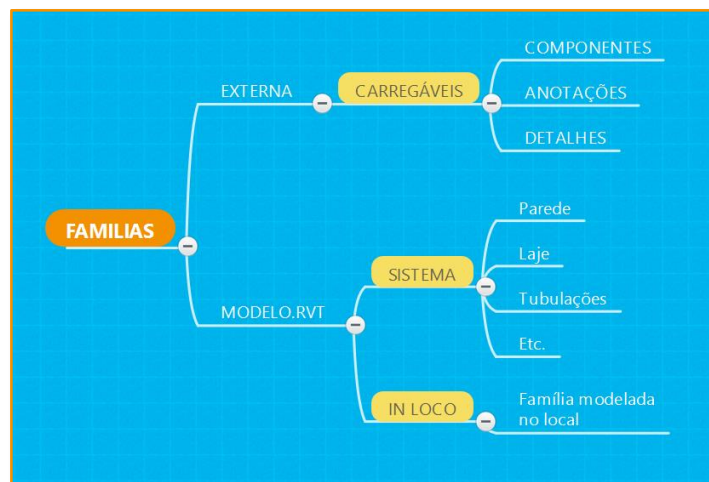 FAMILIAS
EXTERNA
CARREGÁVEIS
COMPONENTES
ANOTAÇÕES
DETALHES
MODELO.RVT
SISTEMA
Parede
Laje
Tubulações
Etc.
IN LOCO
Família modelada
no local